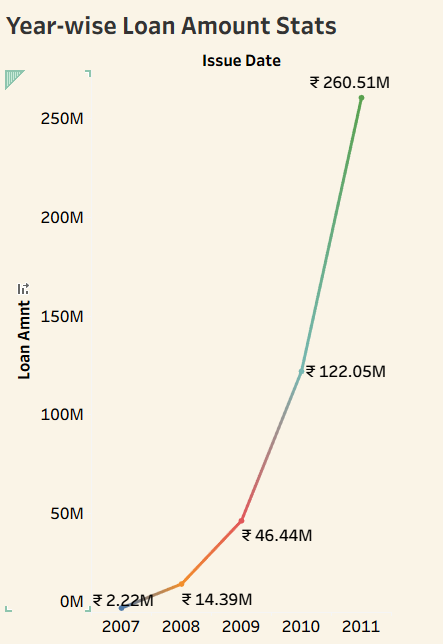 Year-wise Loan Amount Stats
Issue Date
₹ 260.51M
250M
200M
150M
Loan Amnt
₹ 122.05M
100M
50M
₹ 46.44M
0M
₹ 2.22M
₹ 14.39M
2007 2008 2009 2010 2011